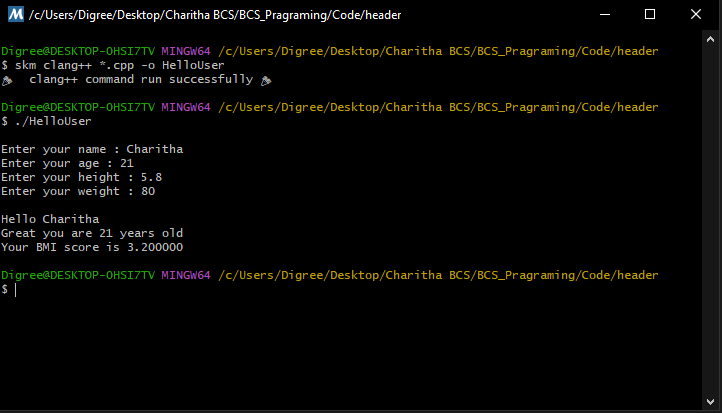 /c/Users/Digree/Desktop/Charitha BCS/BCS_Pragraming/Code/header
Digree@DESKTOP-OHSI7TV MINGW64 /c/Users/Digree/Desktop/Charitha BCS/BCS_Pragraming/Code/header
$ skm clang++ *.cpp -o HelloUser
🎉 clang++ command run successfully 🎉
Digree@DESKTOP-OHSI7TV MINGW64 /c/Users/Digree/Desktop/Charitha BCS/BCS_Pragraming/Code/header
$ ./HelloUser
Enter your name : Charitha
Enter your age : 21
Enter your height : 5.8
Enter your weight : 80
Hello Charitha
Great you are 21 years old
Your BMI score is 3.200000
Digree@DESKTOP-OHSI7TV MINGW64 /c/Users/Digree/Desktop/Charitha BCS/BCS_Pragraming/Code/header
$